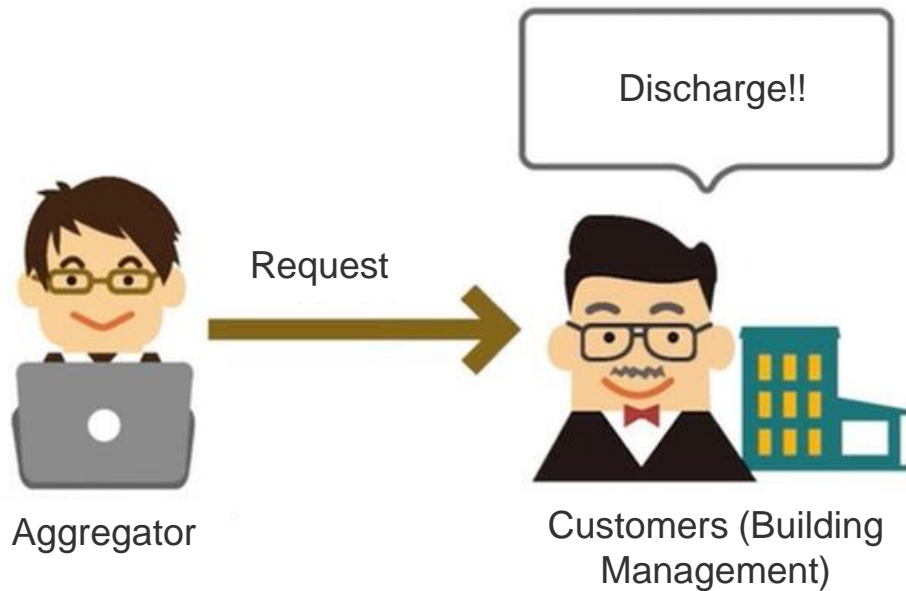 Discharge!!
Request
Aggregator
Customers (Building
Management)